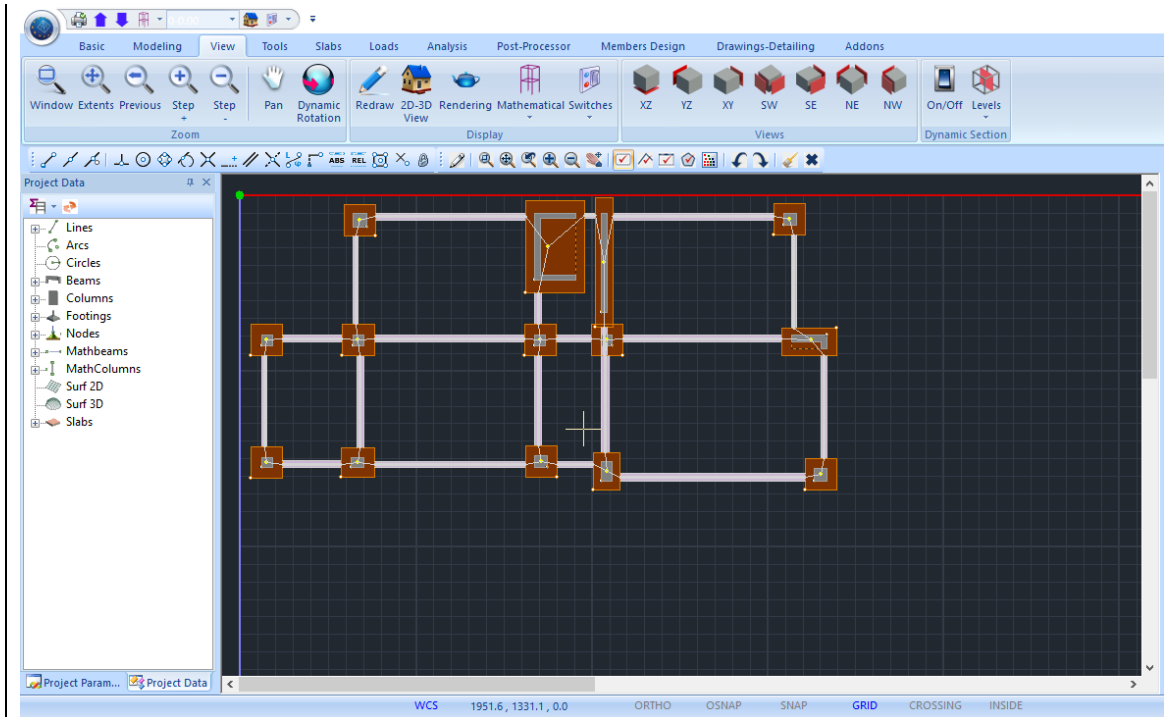 0-0.00
Basic Modeling View Tools Slabs Loads Analysis Post-Processor Members Design Drawings-Detailing Addons
Window Extents Previous Step + Step - Pan Dynamic Rotation Redraw 2D-3D View Rendering Mathematical Switches XZ YZ XY SW SE NE NW On/Off Levels
Zoom Display Views Dynamic Section
ABS REL
Project Data
Lines
Arcs
Circles
Beams
Columns
Footings
Nodes
Mathbeams
MathColumns
Surf 2D
Surf 3D
Slabs
Project Param... Project Data
WCS 1951.6 , 1331.1 , 0.0 ORTHO OSNAP SNAP GRID CROSSING INSIDE